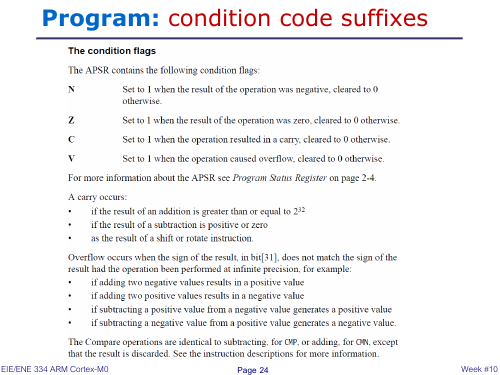 Program: condition code suffixes
The condition flags
The APSR contains the following condition flags:
N Set to 1 when the result of the operation was negative, cleared to 0
otherwise.
Z Set to 1 when the result of the operation was zero, cleared to 0 otherwise.
C Set to 1 when the operation resulted in a carry, cleared to 0 otherwise.
V Set to 1 when the operation caused overflow, cleared to 0 otherwise.
For more information about the APSR see Program Status Register on page 2-4.
A carry occurs:
• if the result of an addition is greater than or equal to 2³²
• if the result of a subtraction is positive or zero
• as the result of a shift or rotate instruction.
Overflow occurs when the sign of the result, in bit[31], does not match the sign of the
result had the operation been performed at infinite precision, for example:
• if adding two negative values results in a positive value
• if adding two positive values results in a negative value
• if subtracting a positive value from a negative value generates a positive value
• if subtracting a negative value from a positive value generates a negative value.
The Compare operations are identical to subtracting, for CMP, or adding, for CMN, except
that the result is discarded. See the instruction descriptions for more information.
EIE/ENE 334 ARM Cortex-M0 Page 24 Week #10